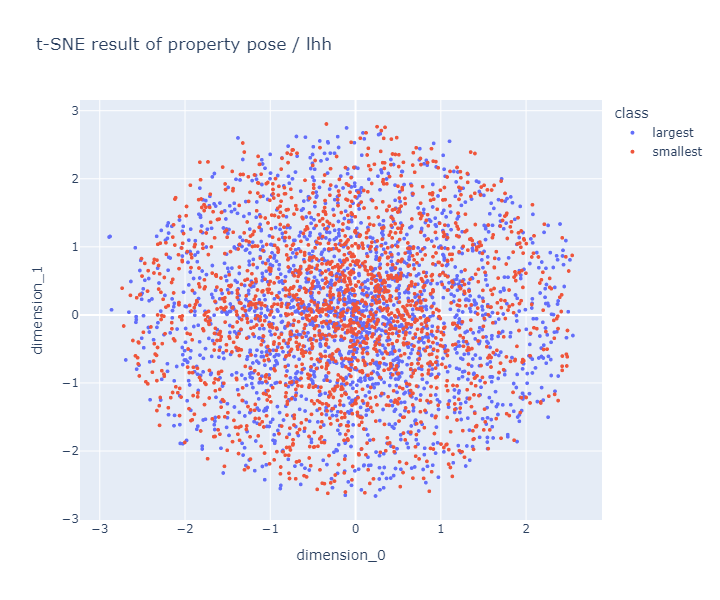 t-SNE result of property pose / lhh
class
largest
smallest
3
2
1
0
−1
−2
−3
dimension_1
−3
−2
−1
0
1
2
dimension_0